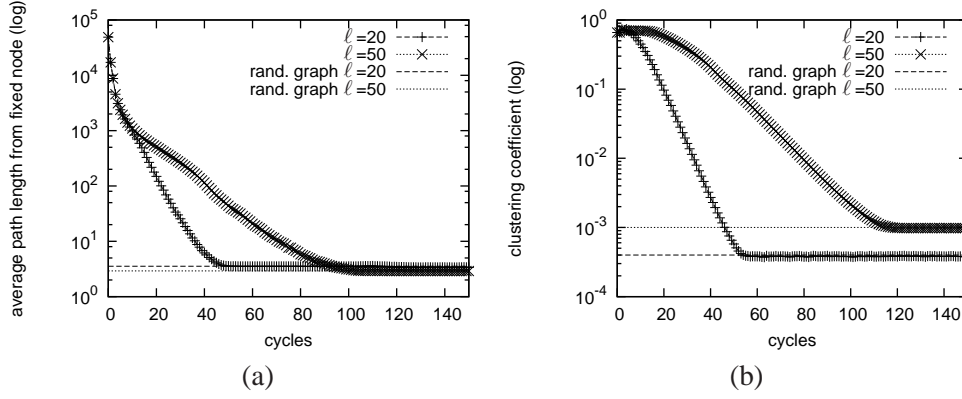 average path length from fixed node (log)
10^5
10^4
10^3
10^2
10^1
10^0
0 20 40 60 80 100 120 140
cycles
ℓ=20
ℓ=50
rand. graph ℓ=20
rand. graph ℓ=50
(a)
clustering coefficient (log)
10^0
10^-1
10^-2
10^-3
10^-4
0 20 40 60 80 100 120 140
cycles
ℓ=20
ℓ=50
rand. graph ℓ=20
rand. graph ℓ=50
(b)